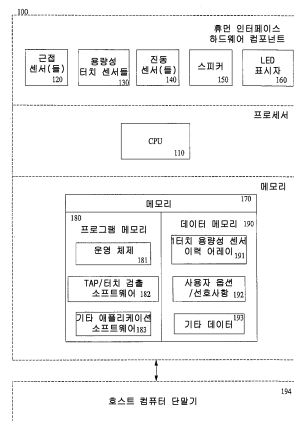 100
휴먼 인터페이스
하드웨어 컴포넌트
근접
센서(들)
120
용량성
터치 센서들
130
진동
센서(들)
140
스피커
150
LED
표시자
160
프로세서
CPU
110
메모리
메모리 170
180
프로그램 메모리
운영 체제
181
TAP/터치 검출
소프트웨어 182
기타 애플리케이션
소프트웨어 183
데이터 메모리 190
터치 용량성 센서
이력 어레이 191
사용자 옵션
/선호사항 192
기타 데이터 193
호스트 컴퓨터 단말기
194